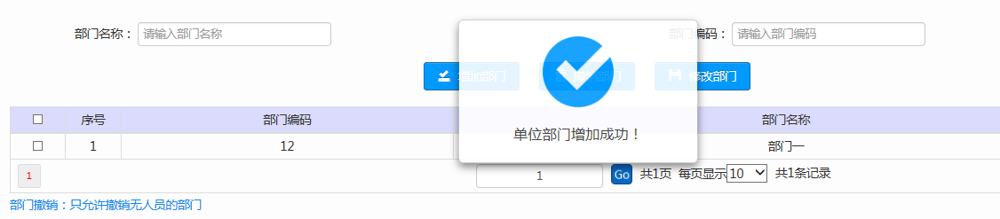 部门名称： 请输入部门名称 部门编码： 请输入部门编码
增加部门 修改部门
单位部门增加成功！
序号 部门编码 部门名称
1 12 部门一
1 1 Go 共1页 每页显示 10 共1条记录
部门撤销：只允许撤销无人员的部门